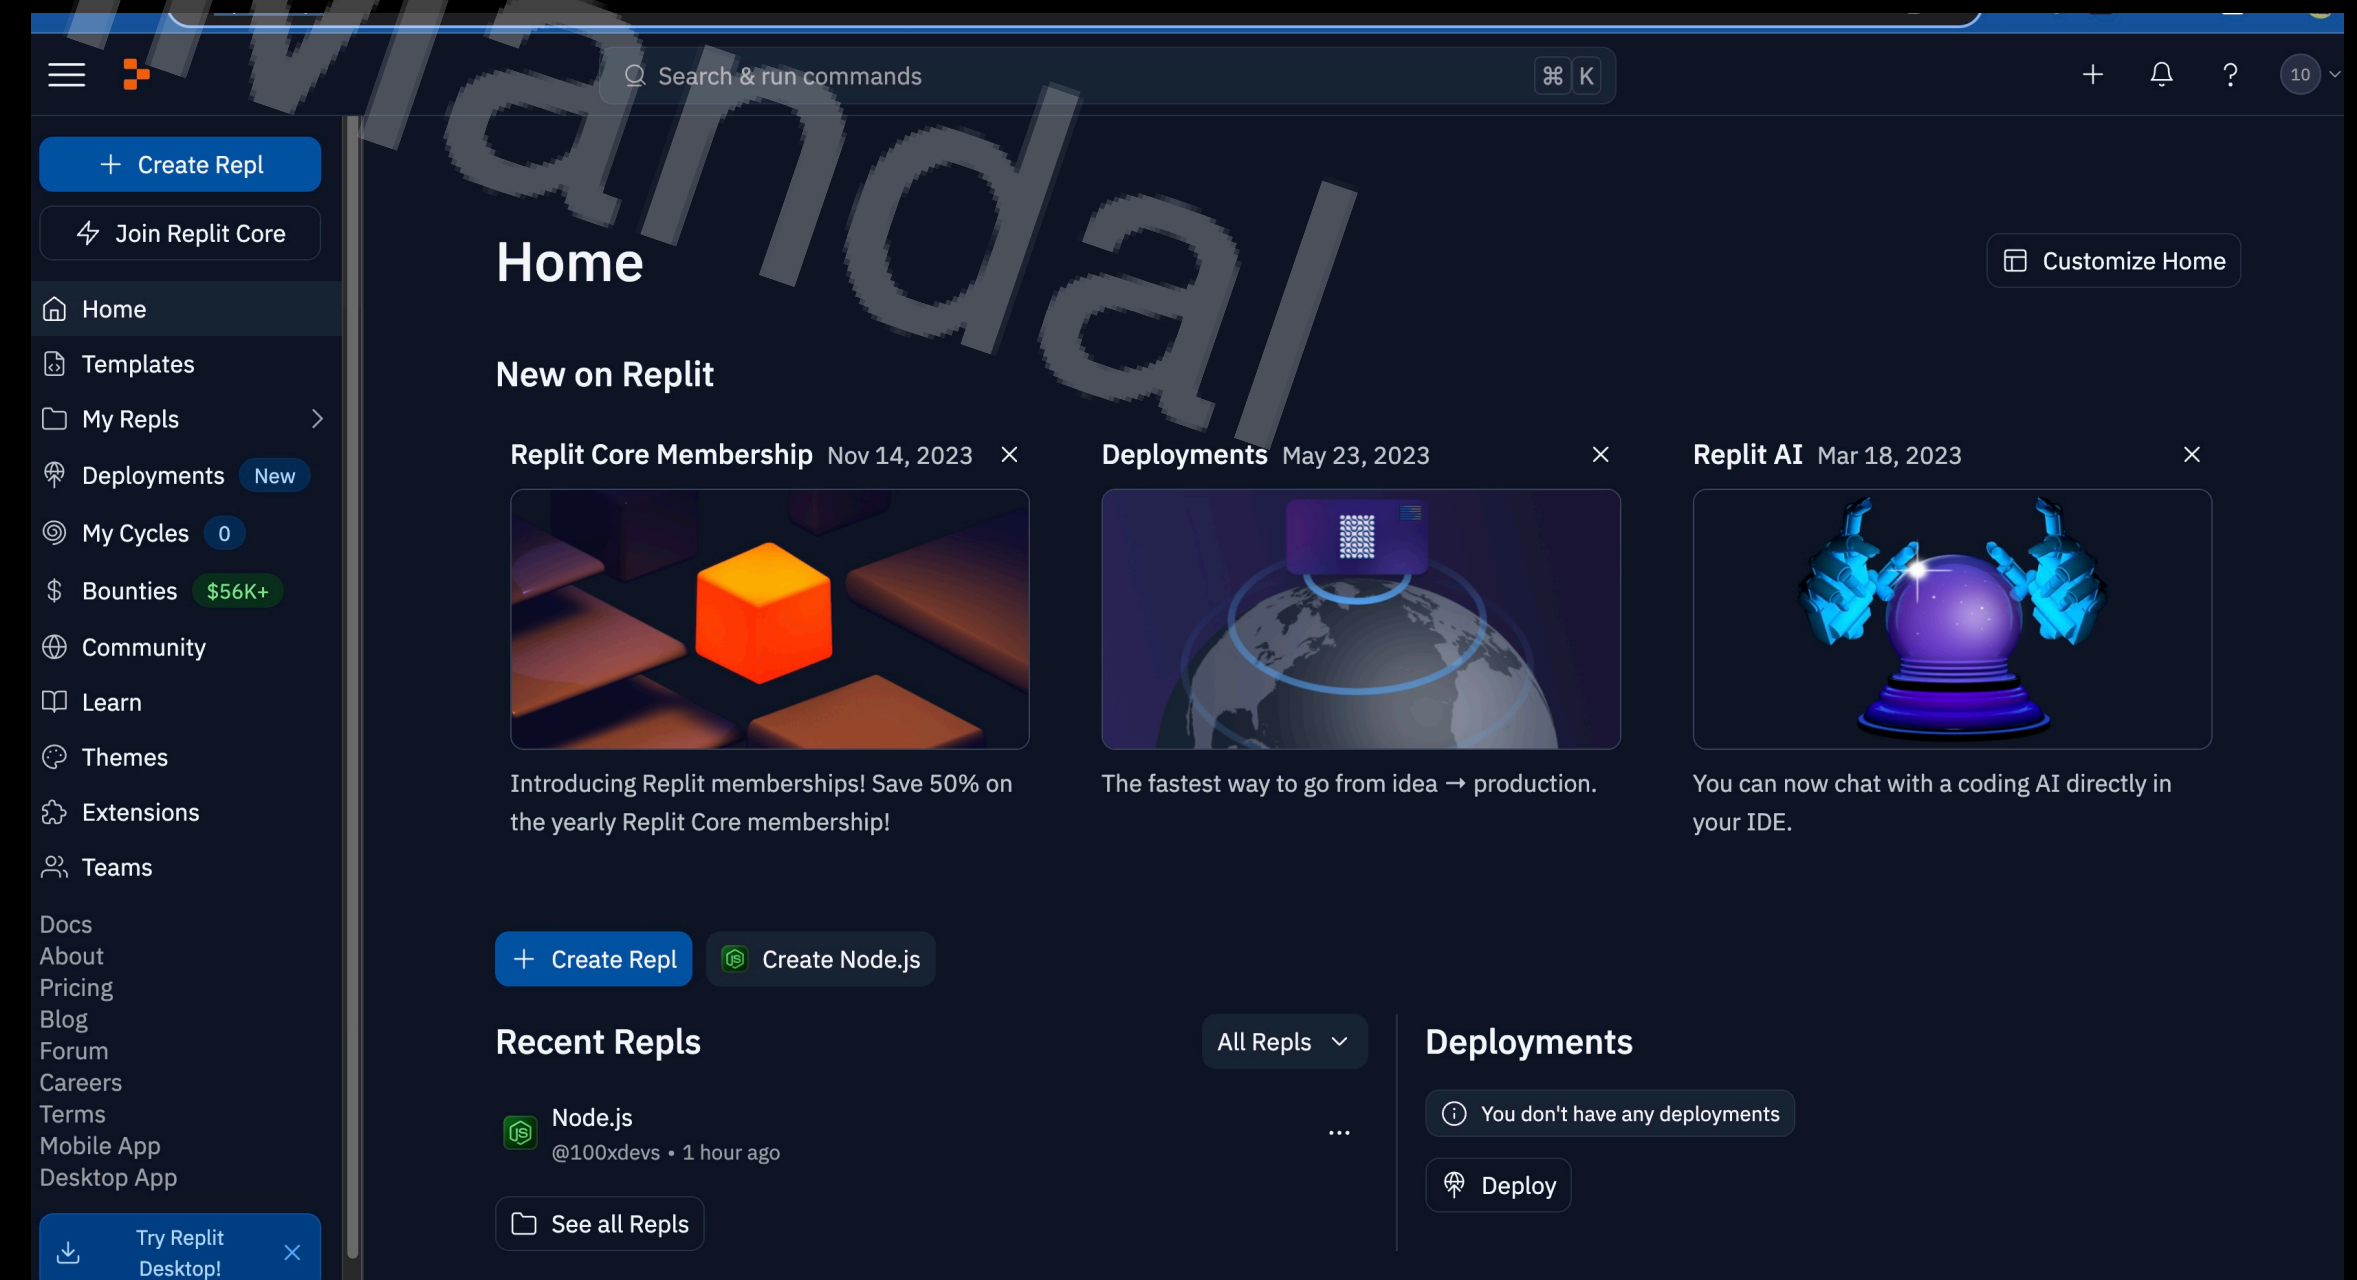 Mandal
Search & run commands
⌘ K
10
+ Create Repl
Join Replit Core
Home
Templates
My Repls
Deployments New
My Cycles 0
Bounties $56K+
Community
Learn
Themes
Extensions
Teams
Docs
About
Pricing
Blog
Forum
Careers
Terms
Mobile App
Desktop App
Try Replit
Desktop!
Home
Customize Home
New on Replit
Replit Core Membership Nov 14, 2023
Introducing Replit memberships! Save 50% on
the yearly Replit Core membership!
Deployments May 23, 2023
The fastest way to go from idea → production.
Replit AI Mar 18, 2023
You can now chat with a coding AI directly in
your IDE.
+ Create Repl
JS Create Node.js
Recent Repls
All Repls
JS Node.js
@100xdevs • 1 hour ago
See all Repls
Deployments
You don't have any deployments
Deploy